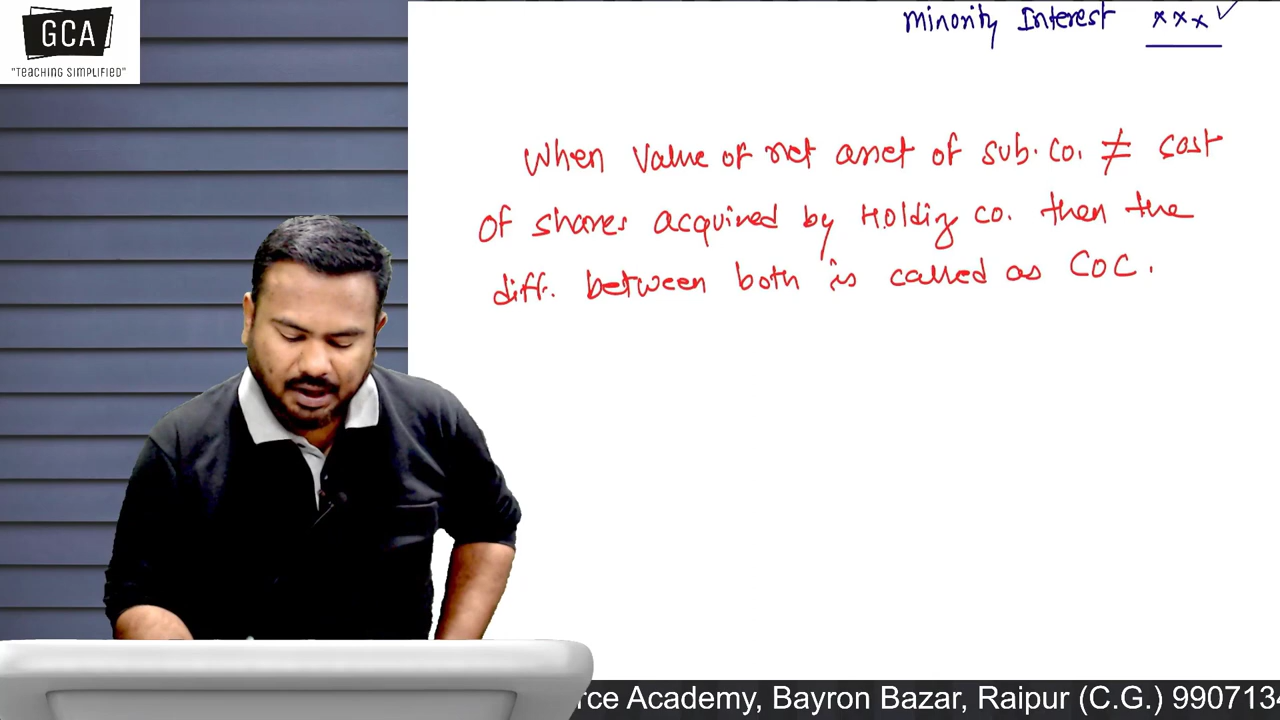 GCA
"TEACHING SIMPLIFIED"
Minority Interest xxx ✓
When Value of net asset of sub. co. ≠ cost
of shares acquired by Holding co. then the
diff. between both is called as COC.
rce Academy, Bayron Bazar, Raipur (C.G.) 990713